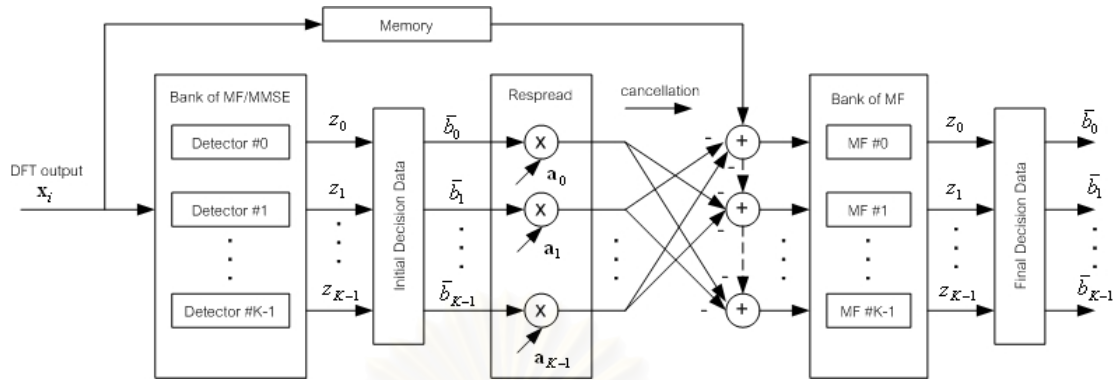 Memory
Bank of MF/MMSE
Respread
cancellation
Bank of MF
DFT output
x_i
Detector #0
Detector #1
Detector #K-1
z_0
z_1
z_{K-1}
Initial Decision Data
b̄_0
b̄_1
b̄_{K-1}
X
a_0
X
a_1
X
a_{K-1}
-
+
-
-
+
-
-
+
-
MF #0
MF #1
MF #K-1
z_0
z_1
z_{K-1}
Final Decision Data
b̄_0
b̄_1
b̄_{K-1}